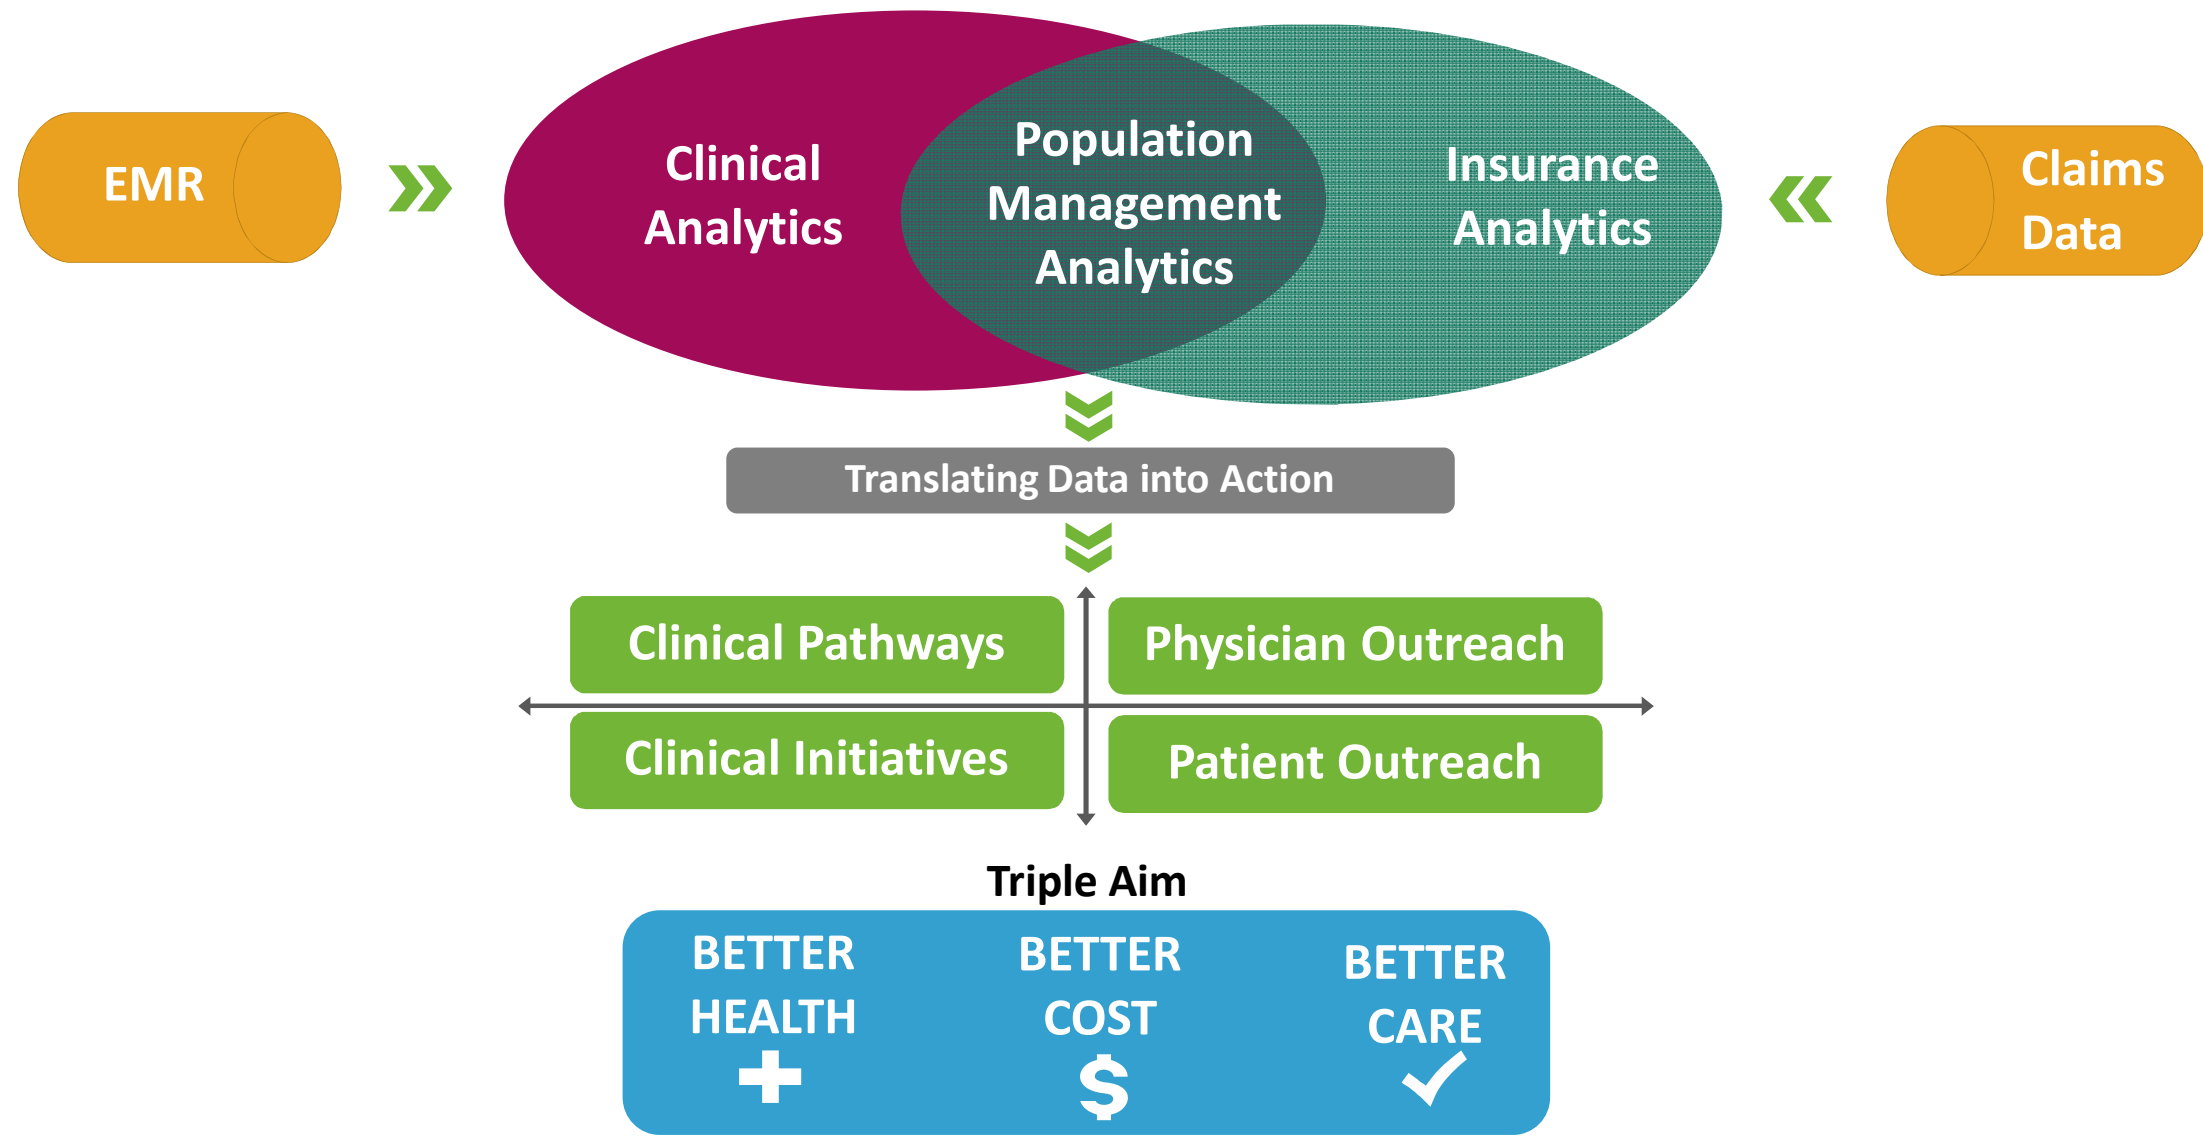 EMR
Clinical
Analytics
Population
Management
Analytics
Insurance
Analytics
Claims
Data
Translating Data into Action
Clinical Pathways
Physician Outreach
Clinical Initiatives
Patient Outreach
Triple Aim
BETTER
HEALTH
BETTER
COST
$
BETTER
CARE